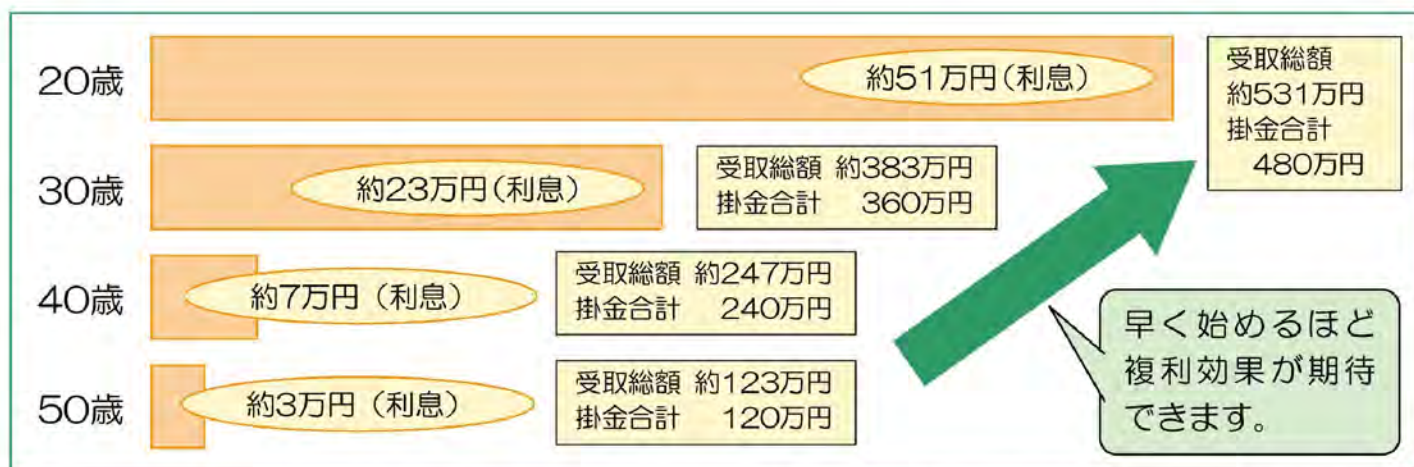 20歳
約51万円(利息)
受取総額
約531万円
掛金合計
480万円
30歳
約23万円(利息)
受取総額 約383万円
掛金合計 360万円
40歳
約7万円(利息)
受取総額 約247万円
掛金合計 240万円
50歳
約3万円(利息)
受取総額 約123万円
掛金合計 120万円
早く始めるほど
複利効果が期待
できます。